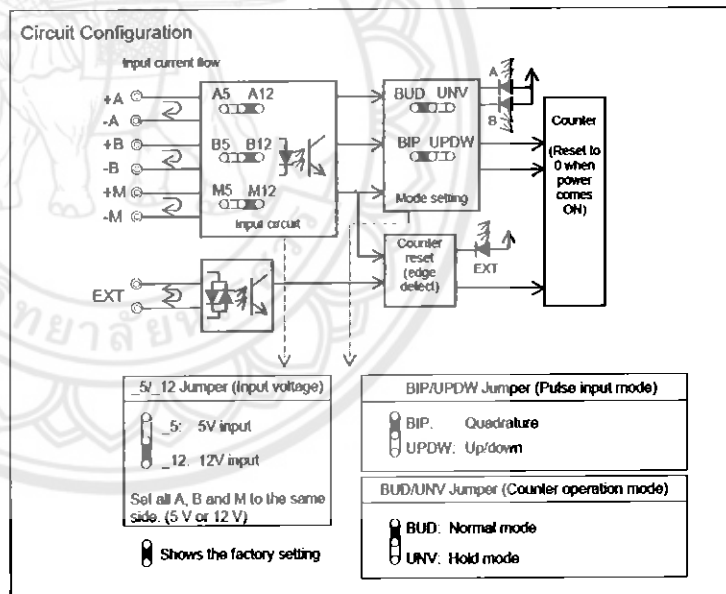 Circuit Configuration
Input current flow
+A
-A
+B
-B
+M
-M
EXT
A5 A12
B5 B12
M5 M12
Input circuit
BUD UNV
BIP UPDW
Mode setting
A
B
Counter
reset
(edge
detect)
EXT
Counter
(Reset to
0 when
power
comes
ON)
_5/_12 Jumper (Input voltage)
_5: 5V input
_12. 12V input
Set all A, B and M to the same
side. (5 V or 12 V)
Shows the factory setting
BIP/UPDW Jumper (Pulse input mode)
BIP. Quadrature
UPDW: Up/down
BUD/UNV Jumper (Counter operation mode)
BUD: Normal mode
UNV: Hold mode